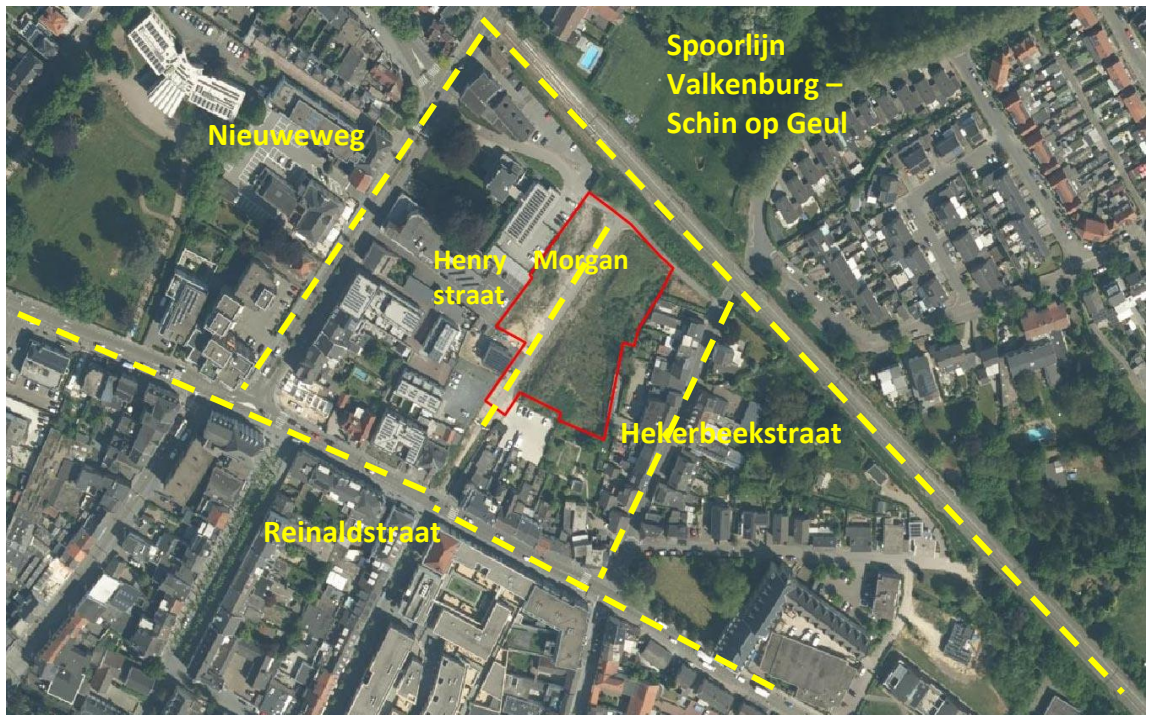 Spoorlijn
Valkenburg –
Schin op Geul
Nieuweweg
Henry Morgan
straat
Hekerbeekstraat
Reinaldstraat